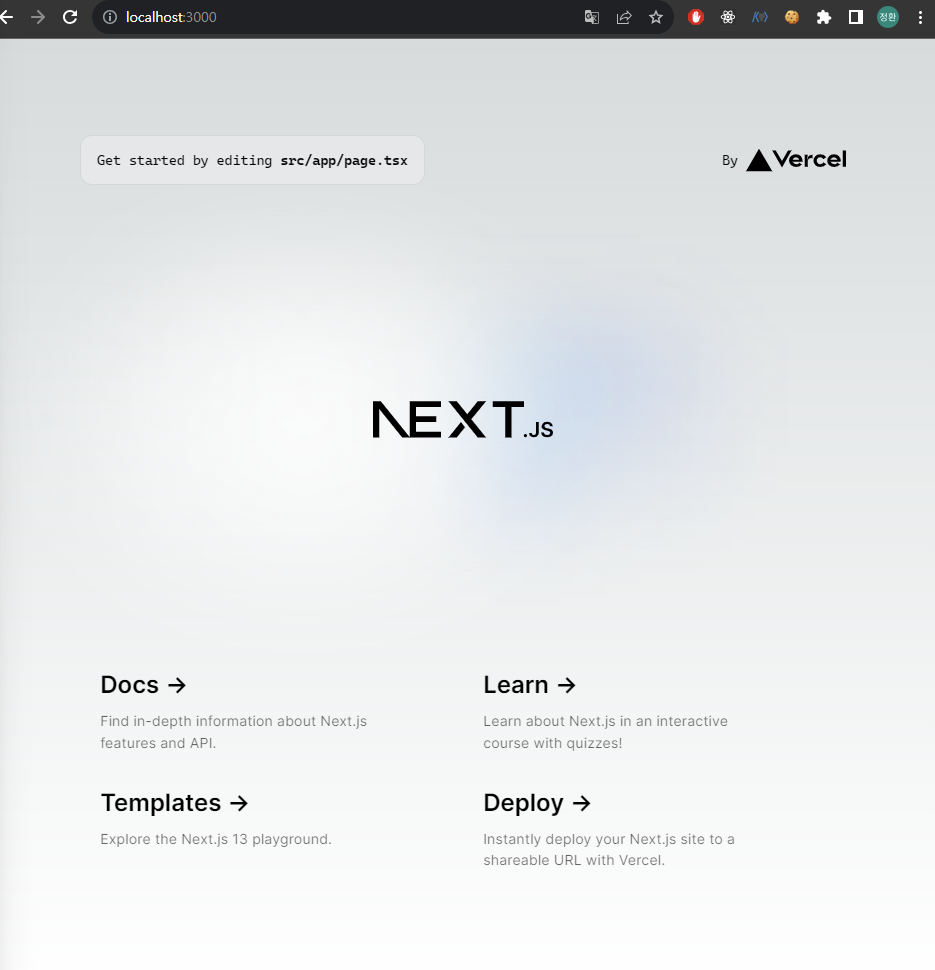 localhost:3000
정환
Get started by editing src/app/page.tsx
By Vercel
NEXT.JS
Docs ->
Find in-depth information about Next.js
features and API.
Learn ->
Learn about Next.js in an interactive
course with quizzes!
Templates ->
Explore the Next.js 13 playground.
Deploy ->
Instantly deploy your Next.js site to a
shareable URL with Vercel.